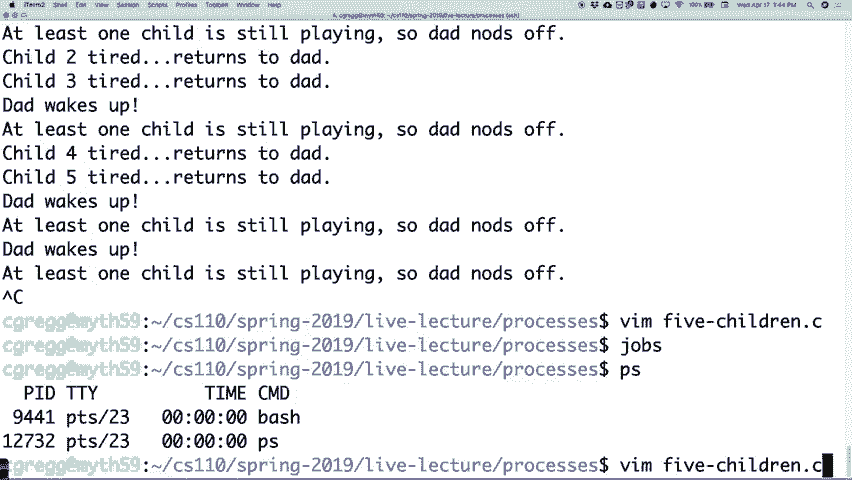 iTerm2 Shell Edit View Session Scripts Profiles Toolbelt Window Help 100% Wed Apr 17 1:44 PM
4. cgregg@myth59: ~/cs110/spring-2019/live-lecture/processes (ssh)
At least one child is still playing, so dad nods off.
Child 2 tired...returns to dad.
Child 3 tired...returns to dad.
Dad wakes up!
At least one child is still playing, so dad nods off.
Child 4 tired...returns to dad.
Child 5 tired...returns to dad.
Dad wakes up!
At least one child is still playing, so dad nods off.
Dad wakes up!
At least one child is still playing, so dad nods off.
^C
cgregg@myth59:~/cs110/spring-2019/live-lecture/processes$ vim five-children.c
cgregg@myth59:~/cs110/spring-2019/live-lecture/processes$ jobs
cgregg@myth59:~/cs110/spring-2019/live-lecture/processes$ ps
PID TTY TIME CMD
9441 pts/23 00:00:00 bash
12732 pts/23 00:00:00 ps
cgregg@myth59:~/cs110/spring-2019/live-lecture/processes$ vim five-children.c